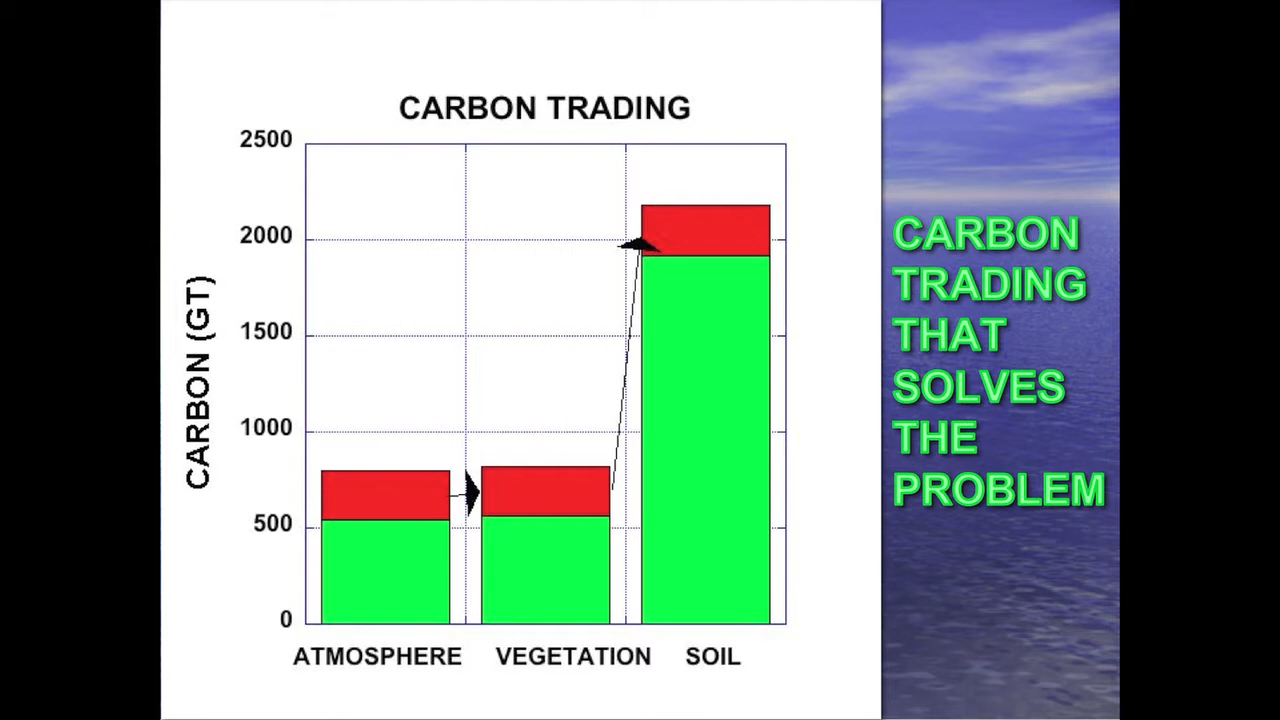 CARBON TRADING
2500
2000
1500
1000
500
0
CARBON (GT)
ATMOSPHERE VEGETATION SOIL
CARBON
TRADING
THAT
SOLVES
THE
PROBLEM